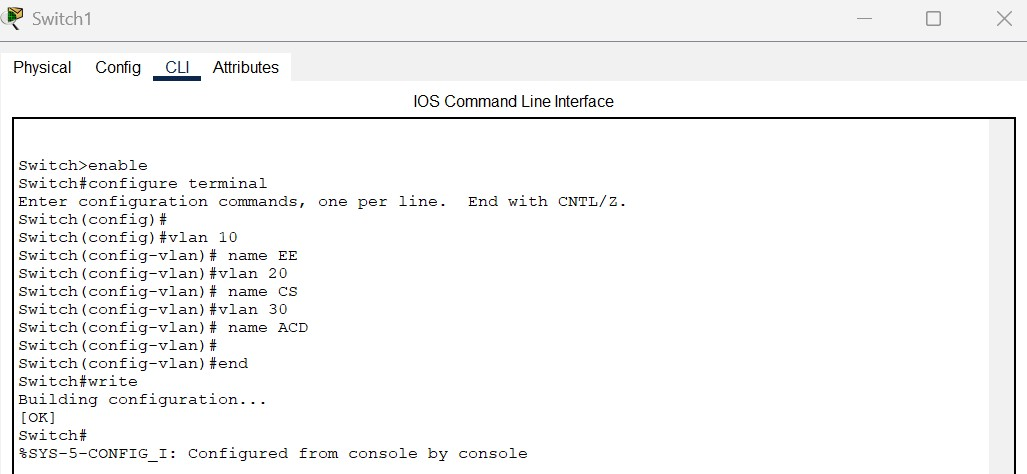 Switch1
Physical Config CLI Attributes
IOS Command Line Interface
Switch>enable
Switch#configure terminal
Enter configuration commands, one per line.  End with CNTL/Z.
Switch(config)#
Switch(config)#vlan 10
Switch(config-vlan)# name EE
Switch(config-vlan)#vlan 20
Switch(config-vlan)# name CS
Switch(config-vlan)#vlan 30
Switch(config-vlan)# name ACD
Switch(config-vlan)#
Switch(config-vlan)#end
Switch#write
Building configuration...
[OK]
Switch#
%SYS-5-CONFIG_I: Configured from console by console